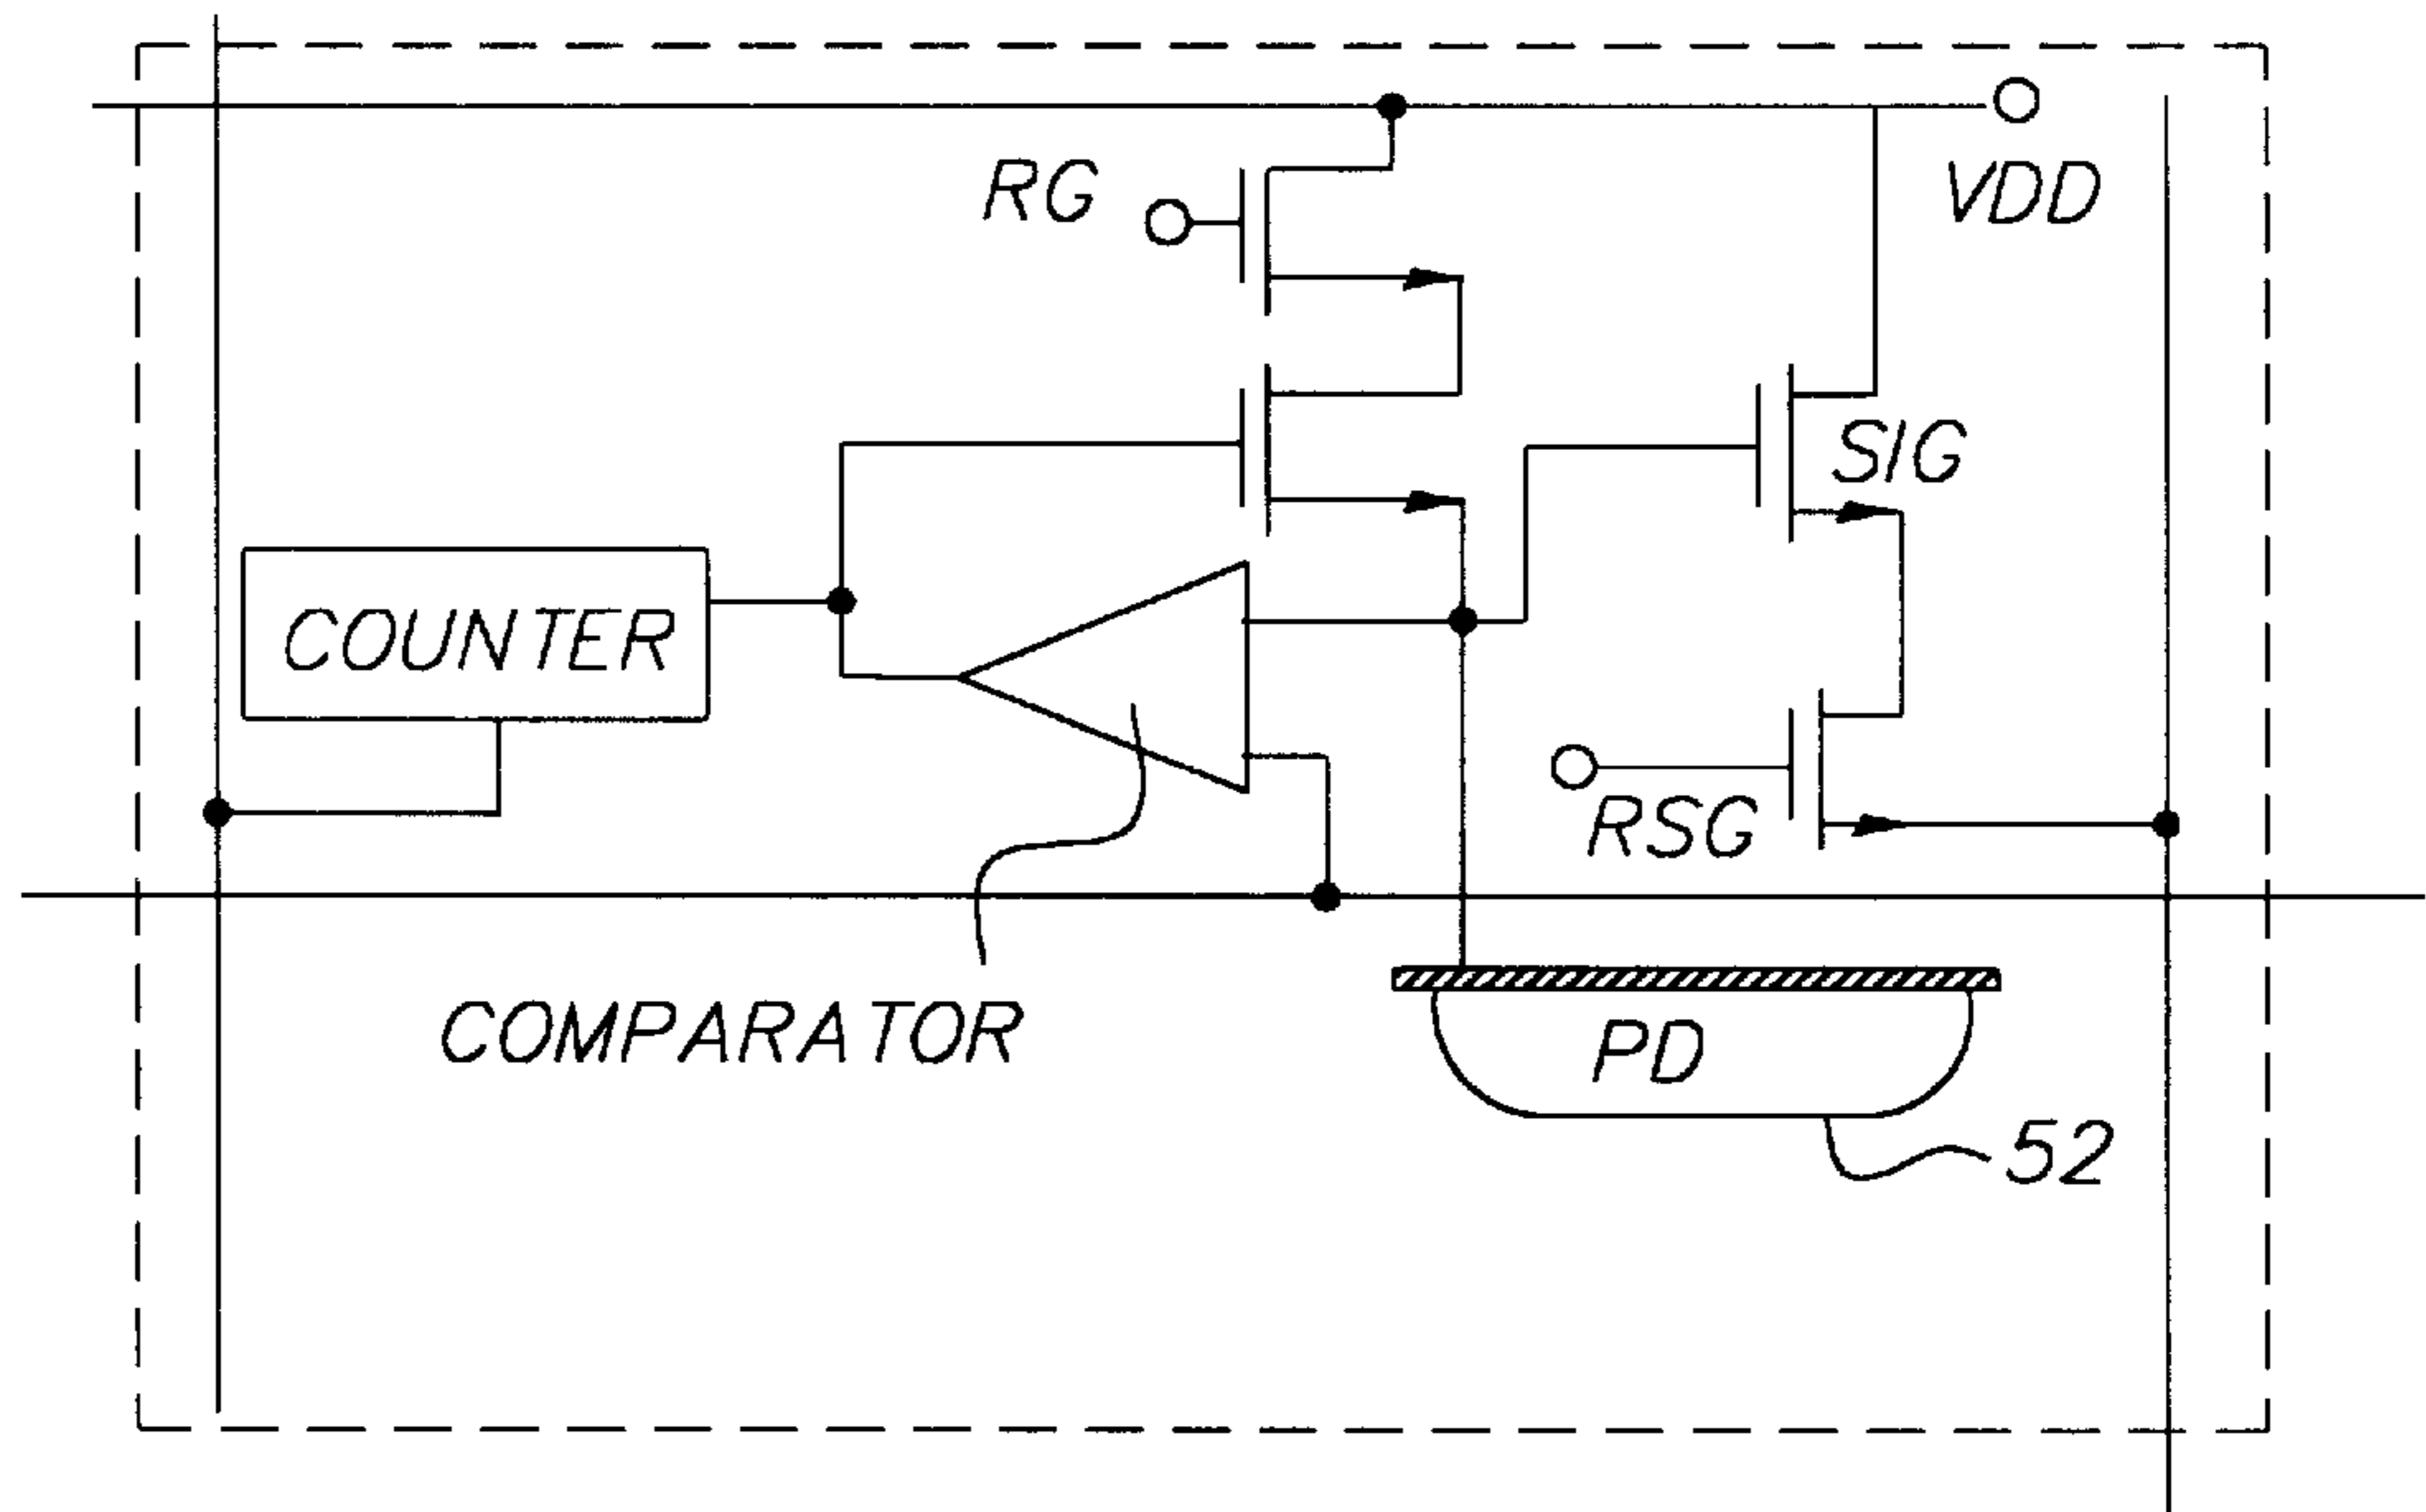 RG
VDD
SIG
COUNTER
RSG
COMPARATOR
PD
52